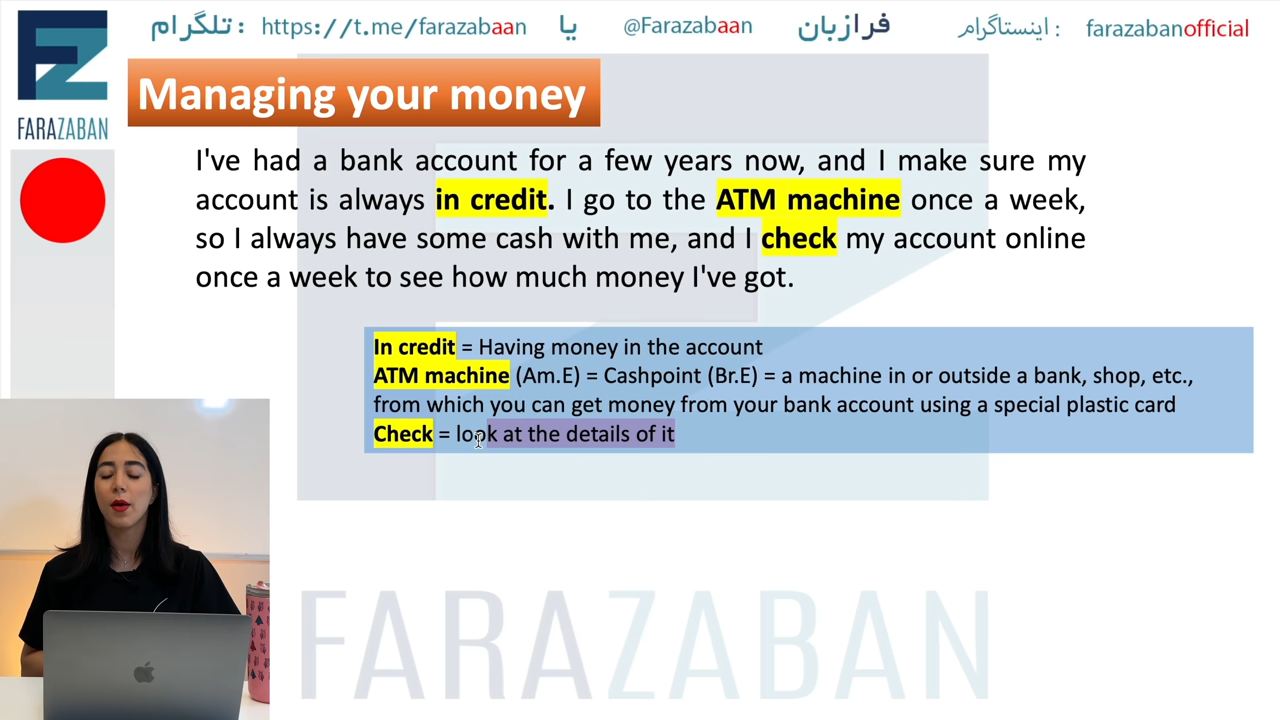 تلگرام : https://t.me/farazabaan یا @Farazabaan فرازبان اینستاگرام : farazabanofficial
FZ
FARAZABAN
Managing your money
I've had a bank account for a few years now, and I make sure my
account is always in credit. I go to the ATM machine once a week,
so I always have some cash with me, and I check my account online
once a week to see how much money I've got.
In credit = Having money in the account
ATM machine (Am.E) = Cashpoint (Br.E) = a machine in or outside a bank, shop, etc.,
from which you can get money from your bank account using a special plastic card
Check = look at the details of it
FARAZABAN